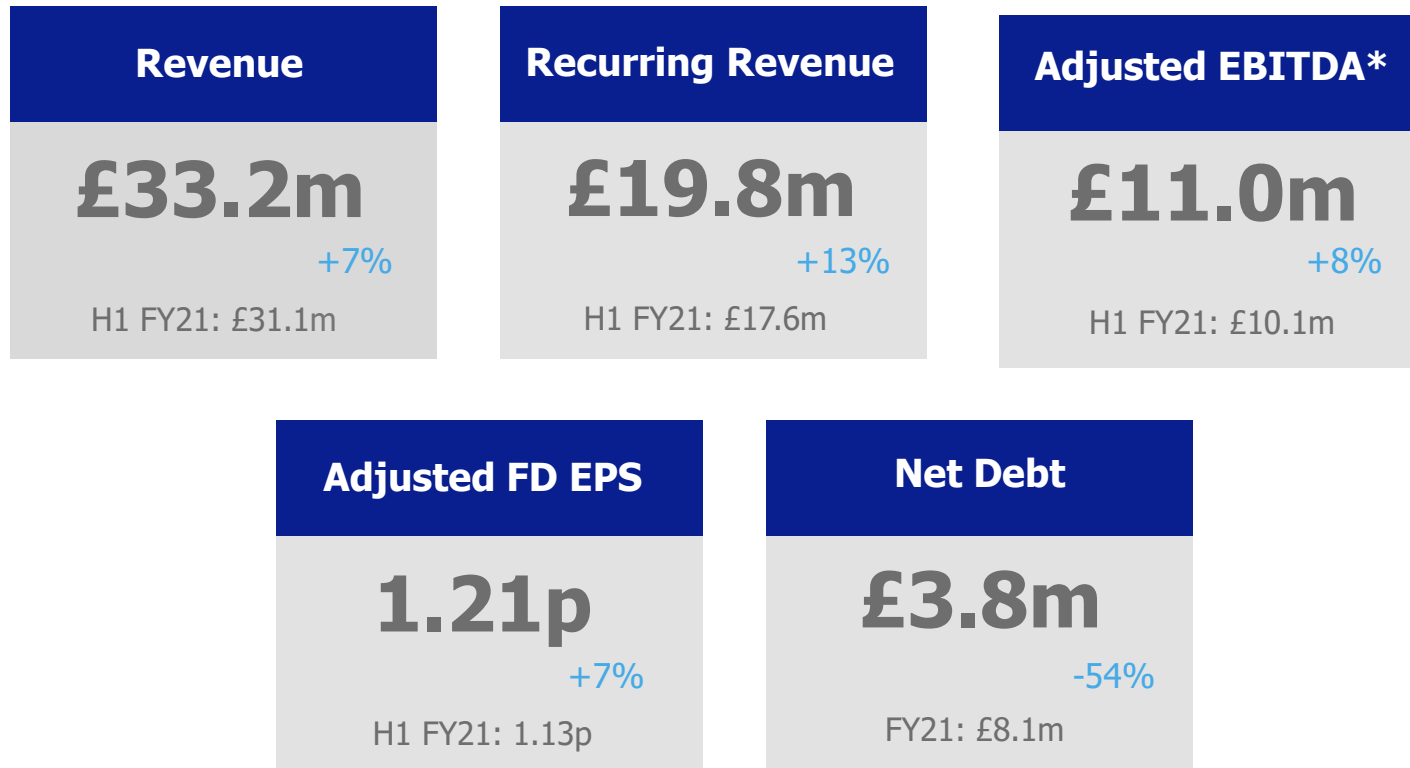 Revenue
£33.2m
+7%
H1 FY21: £31.1m
Recurring Revenue
£19.8m
+13%
H1 FY21: £17.6m
Adjusted EBITDA*
£11.0m
+8%
H1 FY21: £10.1m
Adjusted FD EPS
1.21p
+7%
H1 FY21: 1.13p
Net Debt
£3.8m
-54%
FY21: £8.1m